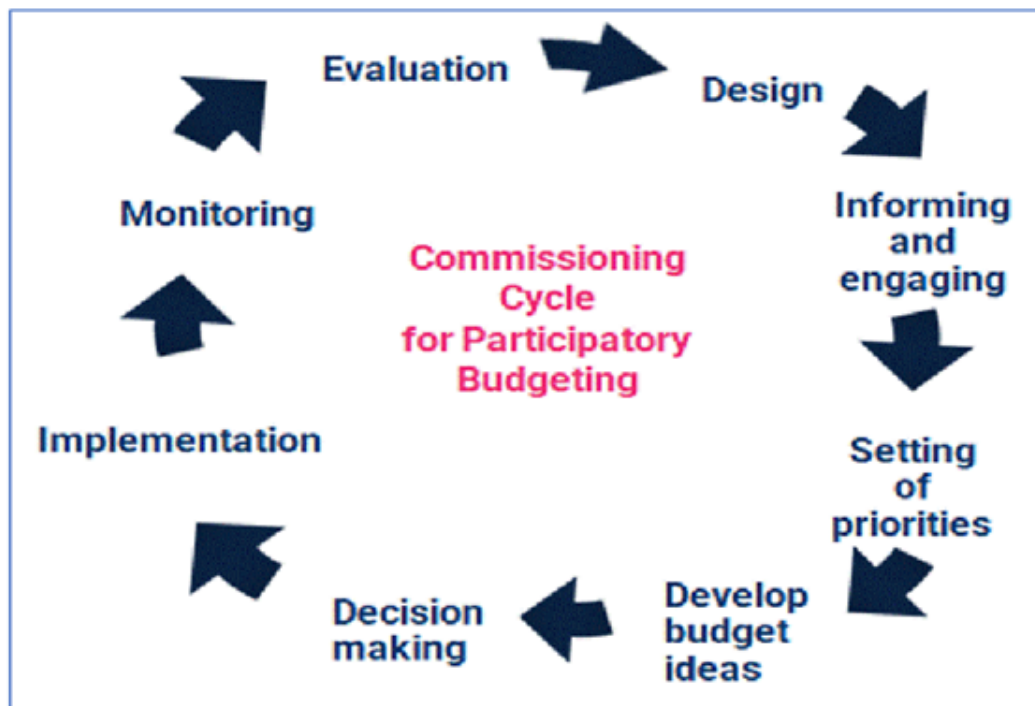 Evaluation
Design
Informing
and
engaging
Setting
of
priorities
Develop
budget
ideas
Decision
making
Implementation
Monitoring
Commissioning
Cycle
for Participatory
Budgeting